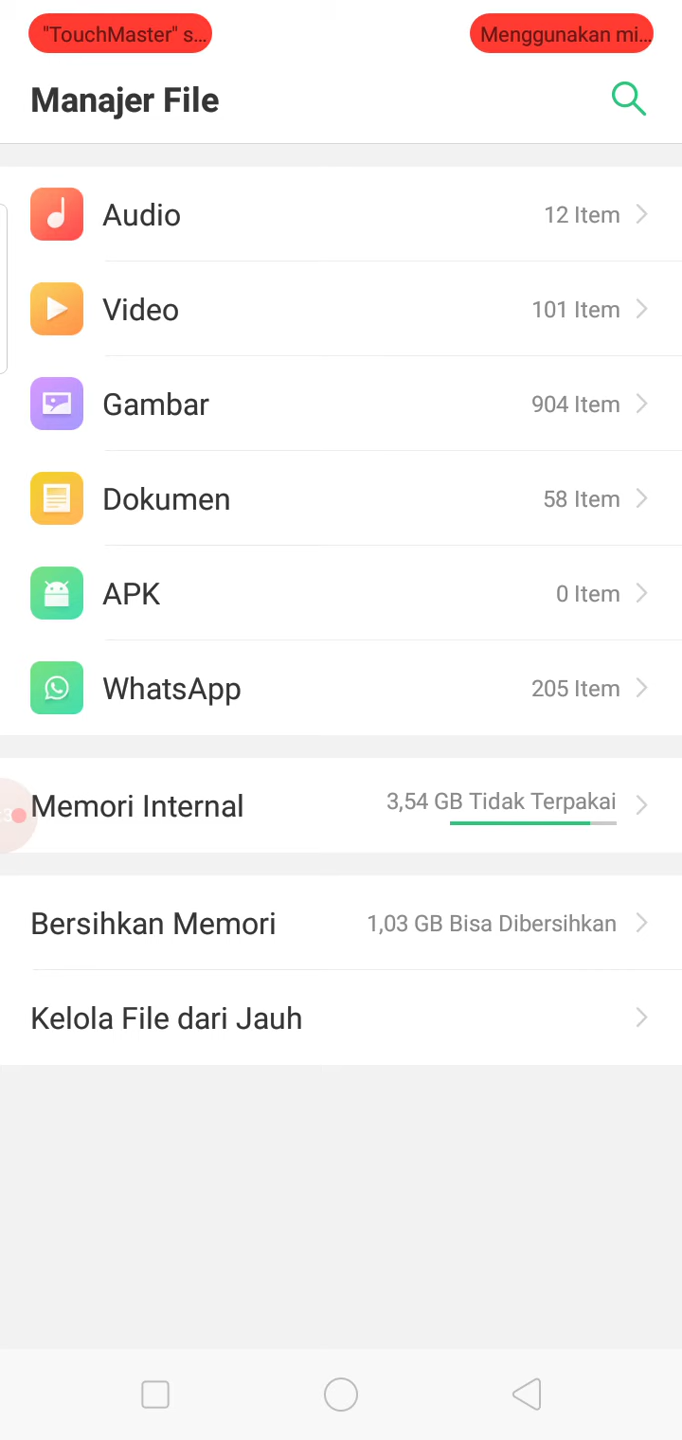 "TouchMaster" s...
Menggunakan mi...
Manajer File
Audio 12 Item
Video 101 Item
Gambar 904 Item
Dokumen 58 Item
APK 0 Item
WhatsApp 205 Item
Memori Internal 3,54 GB Tidak Terpakai
Bersihkan Memori 1,03 GB Bisa Dibersihkan
Kelola File dari Jauh